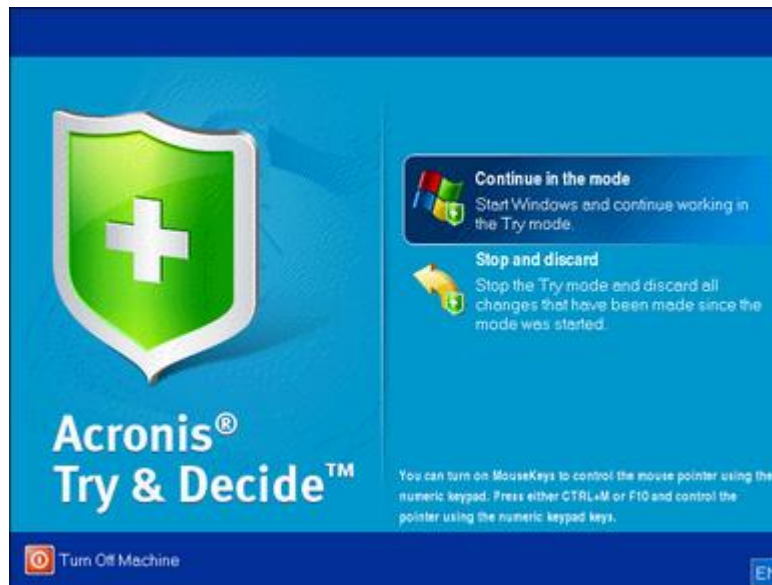 Continue in the mode
Start Windows and continue working in
the Try mode.
Stop and discard
Stop the Try mode and discard all
changes that have been made since the
mode was started.
Acronis®
Try & Decide™
You can turn on MouseKeys to control the mouse pointer using the
numeric keypad. Press either CTRL+M or F10 and control the
pointer using the numeric keypad keys.
Turn Off Machine
EN